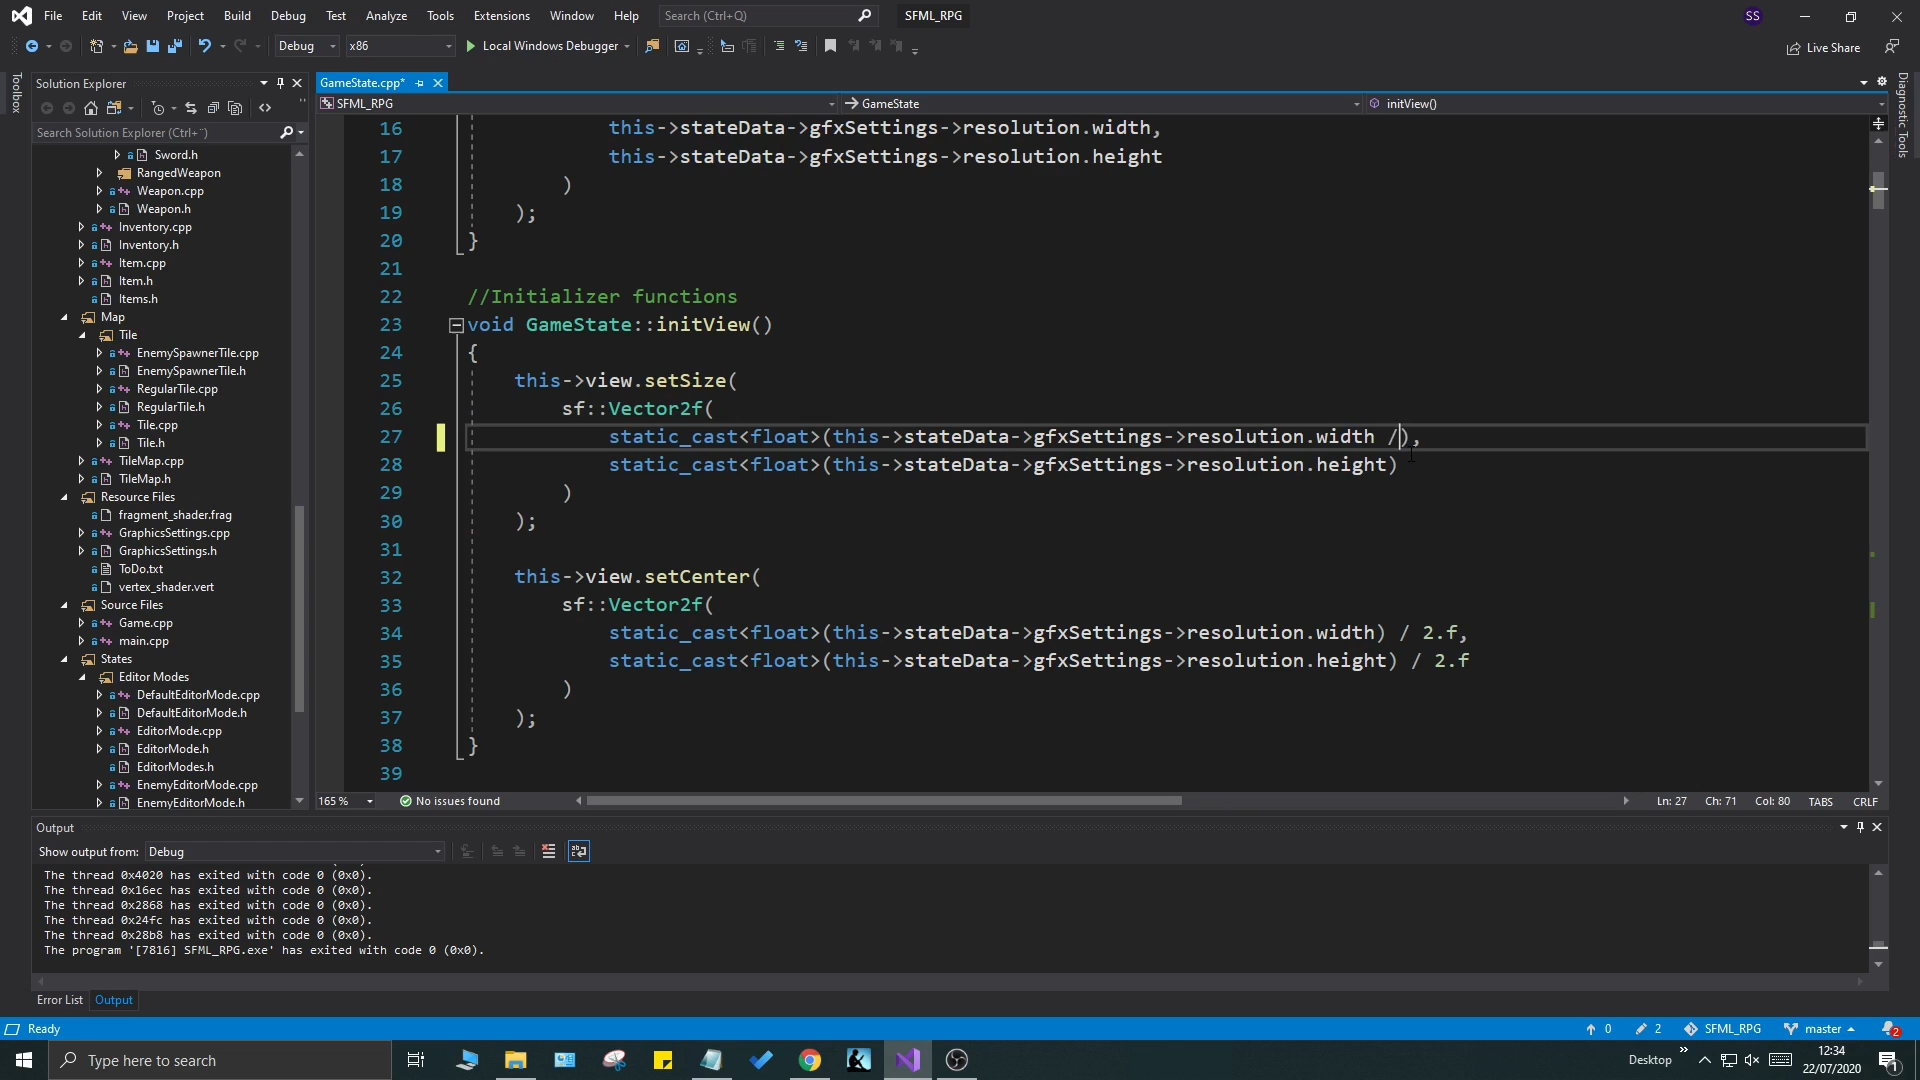 File Edit View Project Build Debug Test Analyze Tools Extensions Window Help Search (Ctrl+Q) SFML_RPG SS
Debug x86 Local Windows Debugger Live Share
Toolbox
Solution Explorer
Search Solution Explorer (Ctrl+¨)
Sword.h
RangedWeapon
Weapon.cpp
Weapon.h
Inventory.cpp
Inventory.h
Item.cpp
Item.h
Items.h
Map
Tile
EnemySpawnerTile.cpp
EnemySpawnerTile.h
RegularTile.cpp
RegularTile.h
Tile.cpp
Tile.h
TileMap.cpp
TileMap.h
Resource Files
fragment_shader.frag
GraphicsSettings.cpp
GraphicsSettings.h
ToDo.txt
vertex_shader.vert
Source Files
Game.cpp
main.cpp
States
Editor Modes
DefaultEditorMode.cpp
DefaultEditorMode.h
EditorMode.cpp
EditorMode.h
EditorModes.h
EnemyEditorMode.cpp
EnemyEditorMode.h
GameState.cpp*
SFML_RPG GameState initView()
16 this->stateData->gfxSettings->resolution.width,
17 this->stateData->gfxSettings->resolution.height
18 )
19 );
20 }
21
22 //Initializer functions
23 void GameState::initView()
24 {
25 this->view.setSize(
26 sf::Vector2f(
27 static_cast<float>(this->stateData->gfxSettings->resolution.width /),
28 static_cast<float>(this->stateData->gfxSettings->resolution.height)
29 )
30 );
31
32 this->view.setCenter(
33 sf::Vector2f(
34 static_cast<float>(this->stateData->gfxSettings->resolution.width) / 2.f,
35 static_cast<float>(this->stateData->gfxSettings->resolution.height) / 2.f
36 )
37 );
38 }
39
165 % No issues found Ln: 27 Ch: 71 Col: 80 TABS CRLF
Diagnostic Tools
Output
Show output from: Debug
The thread 0x4020 has exited with code 0 (0x0).
The thread 0x16ec has exited with code 0 (0x0).
The thread 0x2868 has exited with code 0 (0x0).
The thread 0x24fc has exited with code 0 (0x0).
The thread 0x28b8 has exited with code 0 (0x0).
The program '[7816] SFML_RPG.exe' has exited with code 0 (0x0).
Error List Output
Ready 0 2 SFML_RPG master 2
Type here to search Desktop 12:34
22/07/2020 1